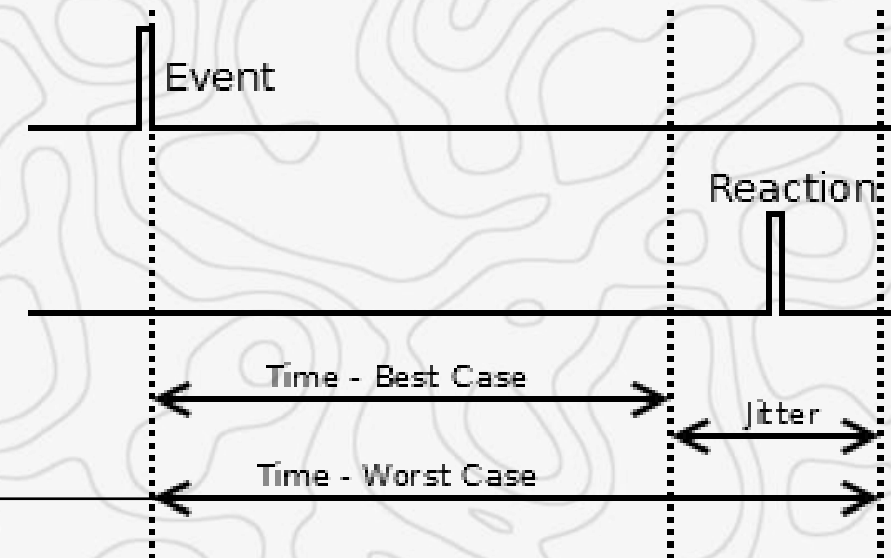 Event
Reaction
Time - Best Case
Jitter
Time - Worst Case